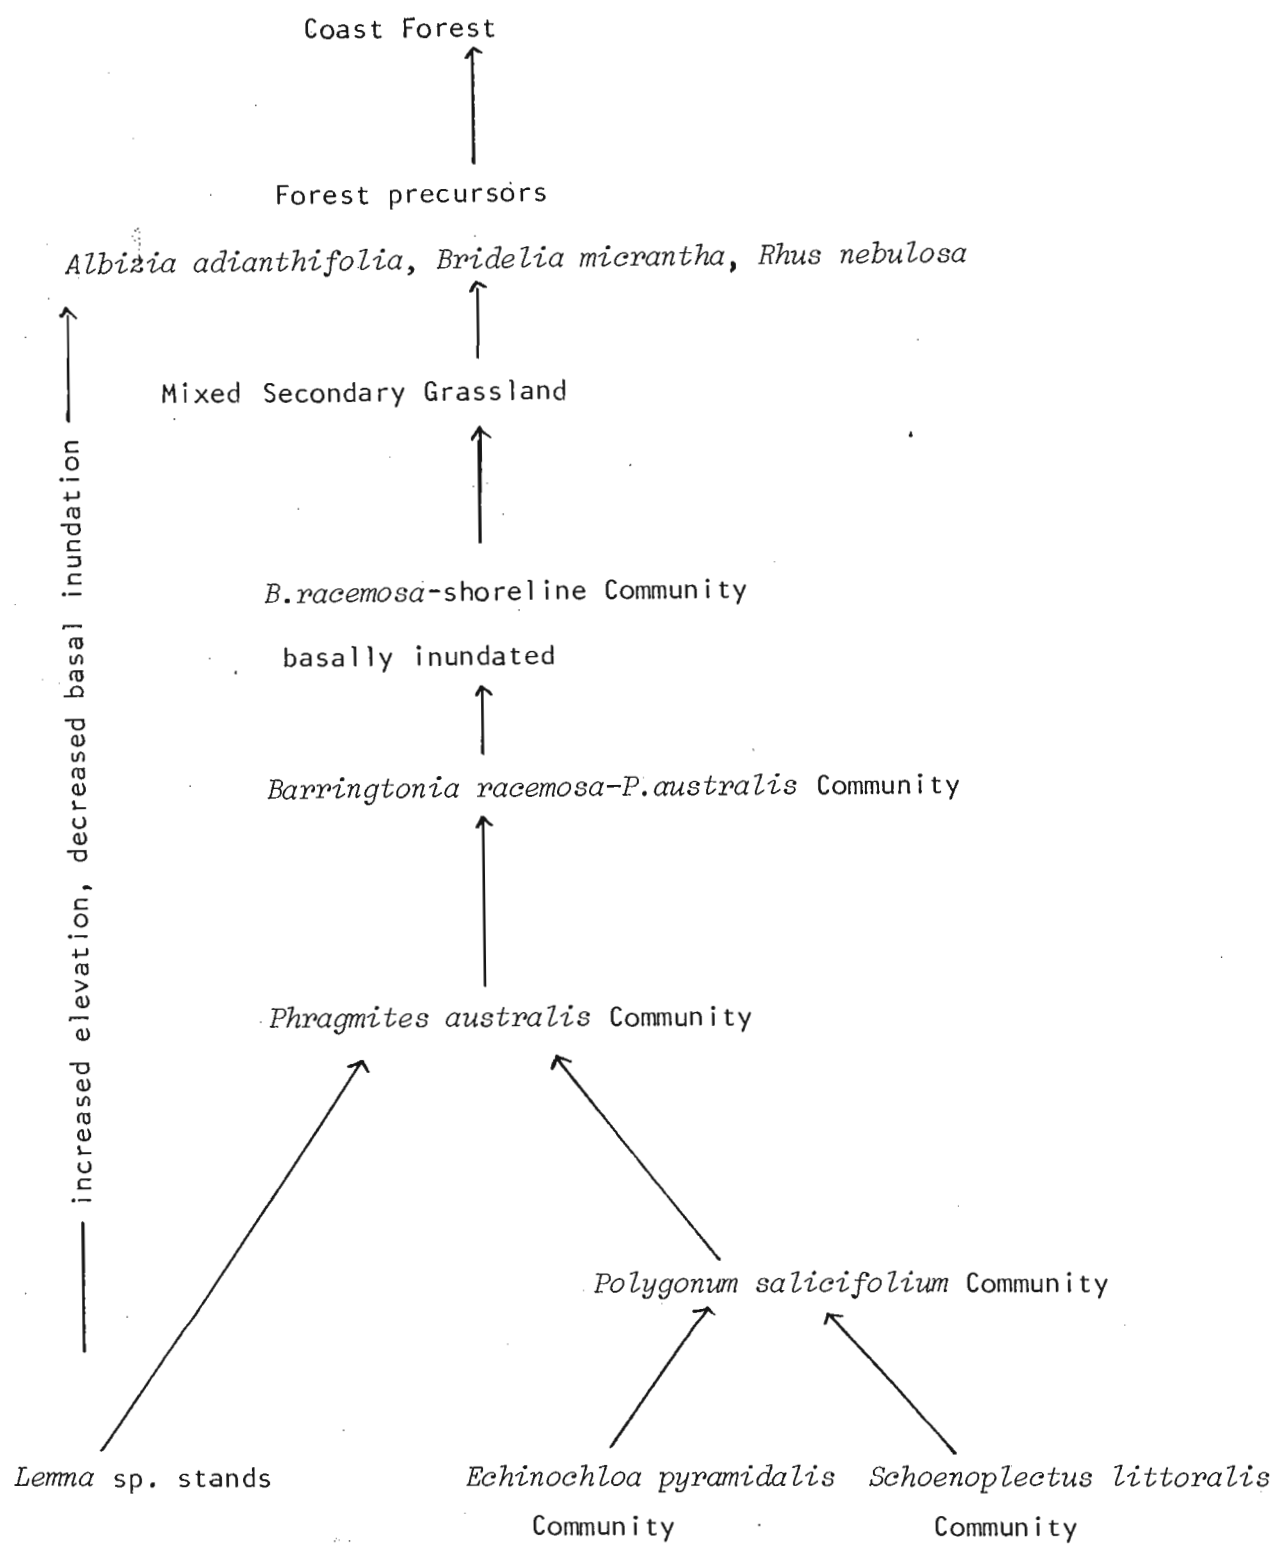 Coast Forest
Forest precursors
Albizia adianthifolia, Bridelia micrantha, Rhus nebulosa
Mixed Secondary Grassland
B.racemosa-shoreline Community
basally inundated
Barringtonia racemosa-P.australis Community
increased elevation, decreased basal inundation
Phragmites australis Community
Polygonum salicifolium Community
Lemna sp. stands
Echinochloa pyramidalis
Community
Schoenoplectus littoralis
Community